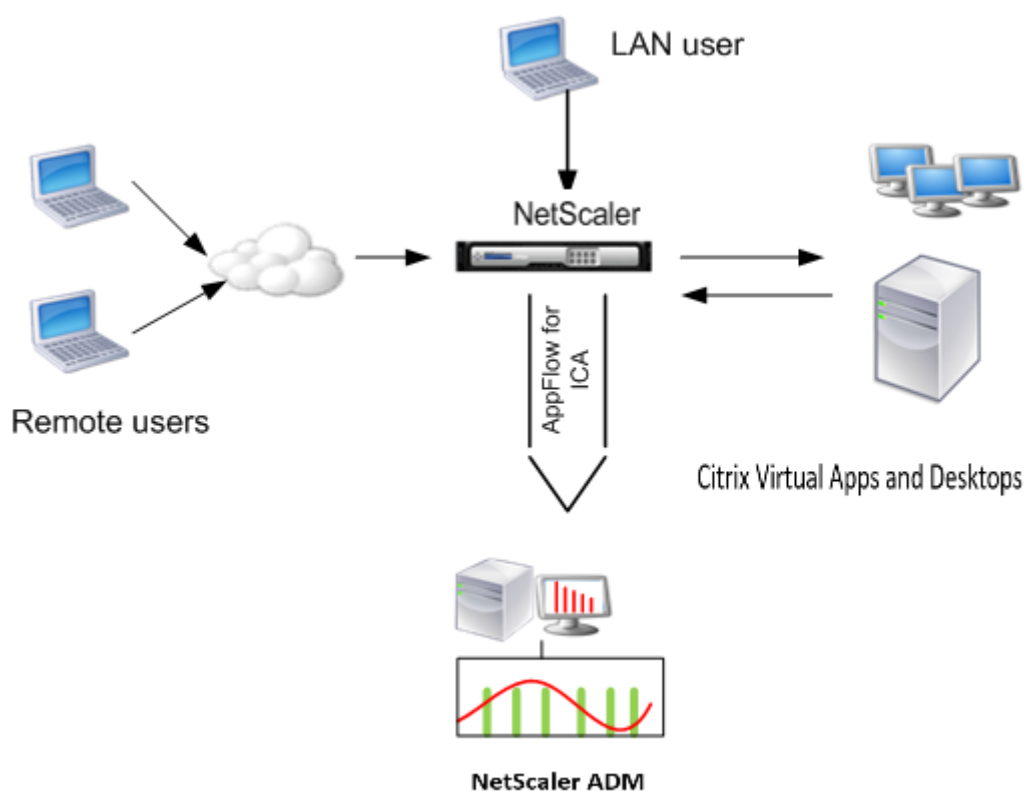 LAN user
NetScaler
Remote users
AppFlow for
ICA
Citrix Virtual Apps and Desktops
NetScaler ADM